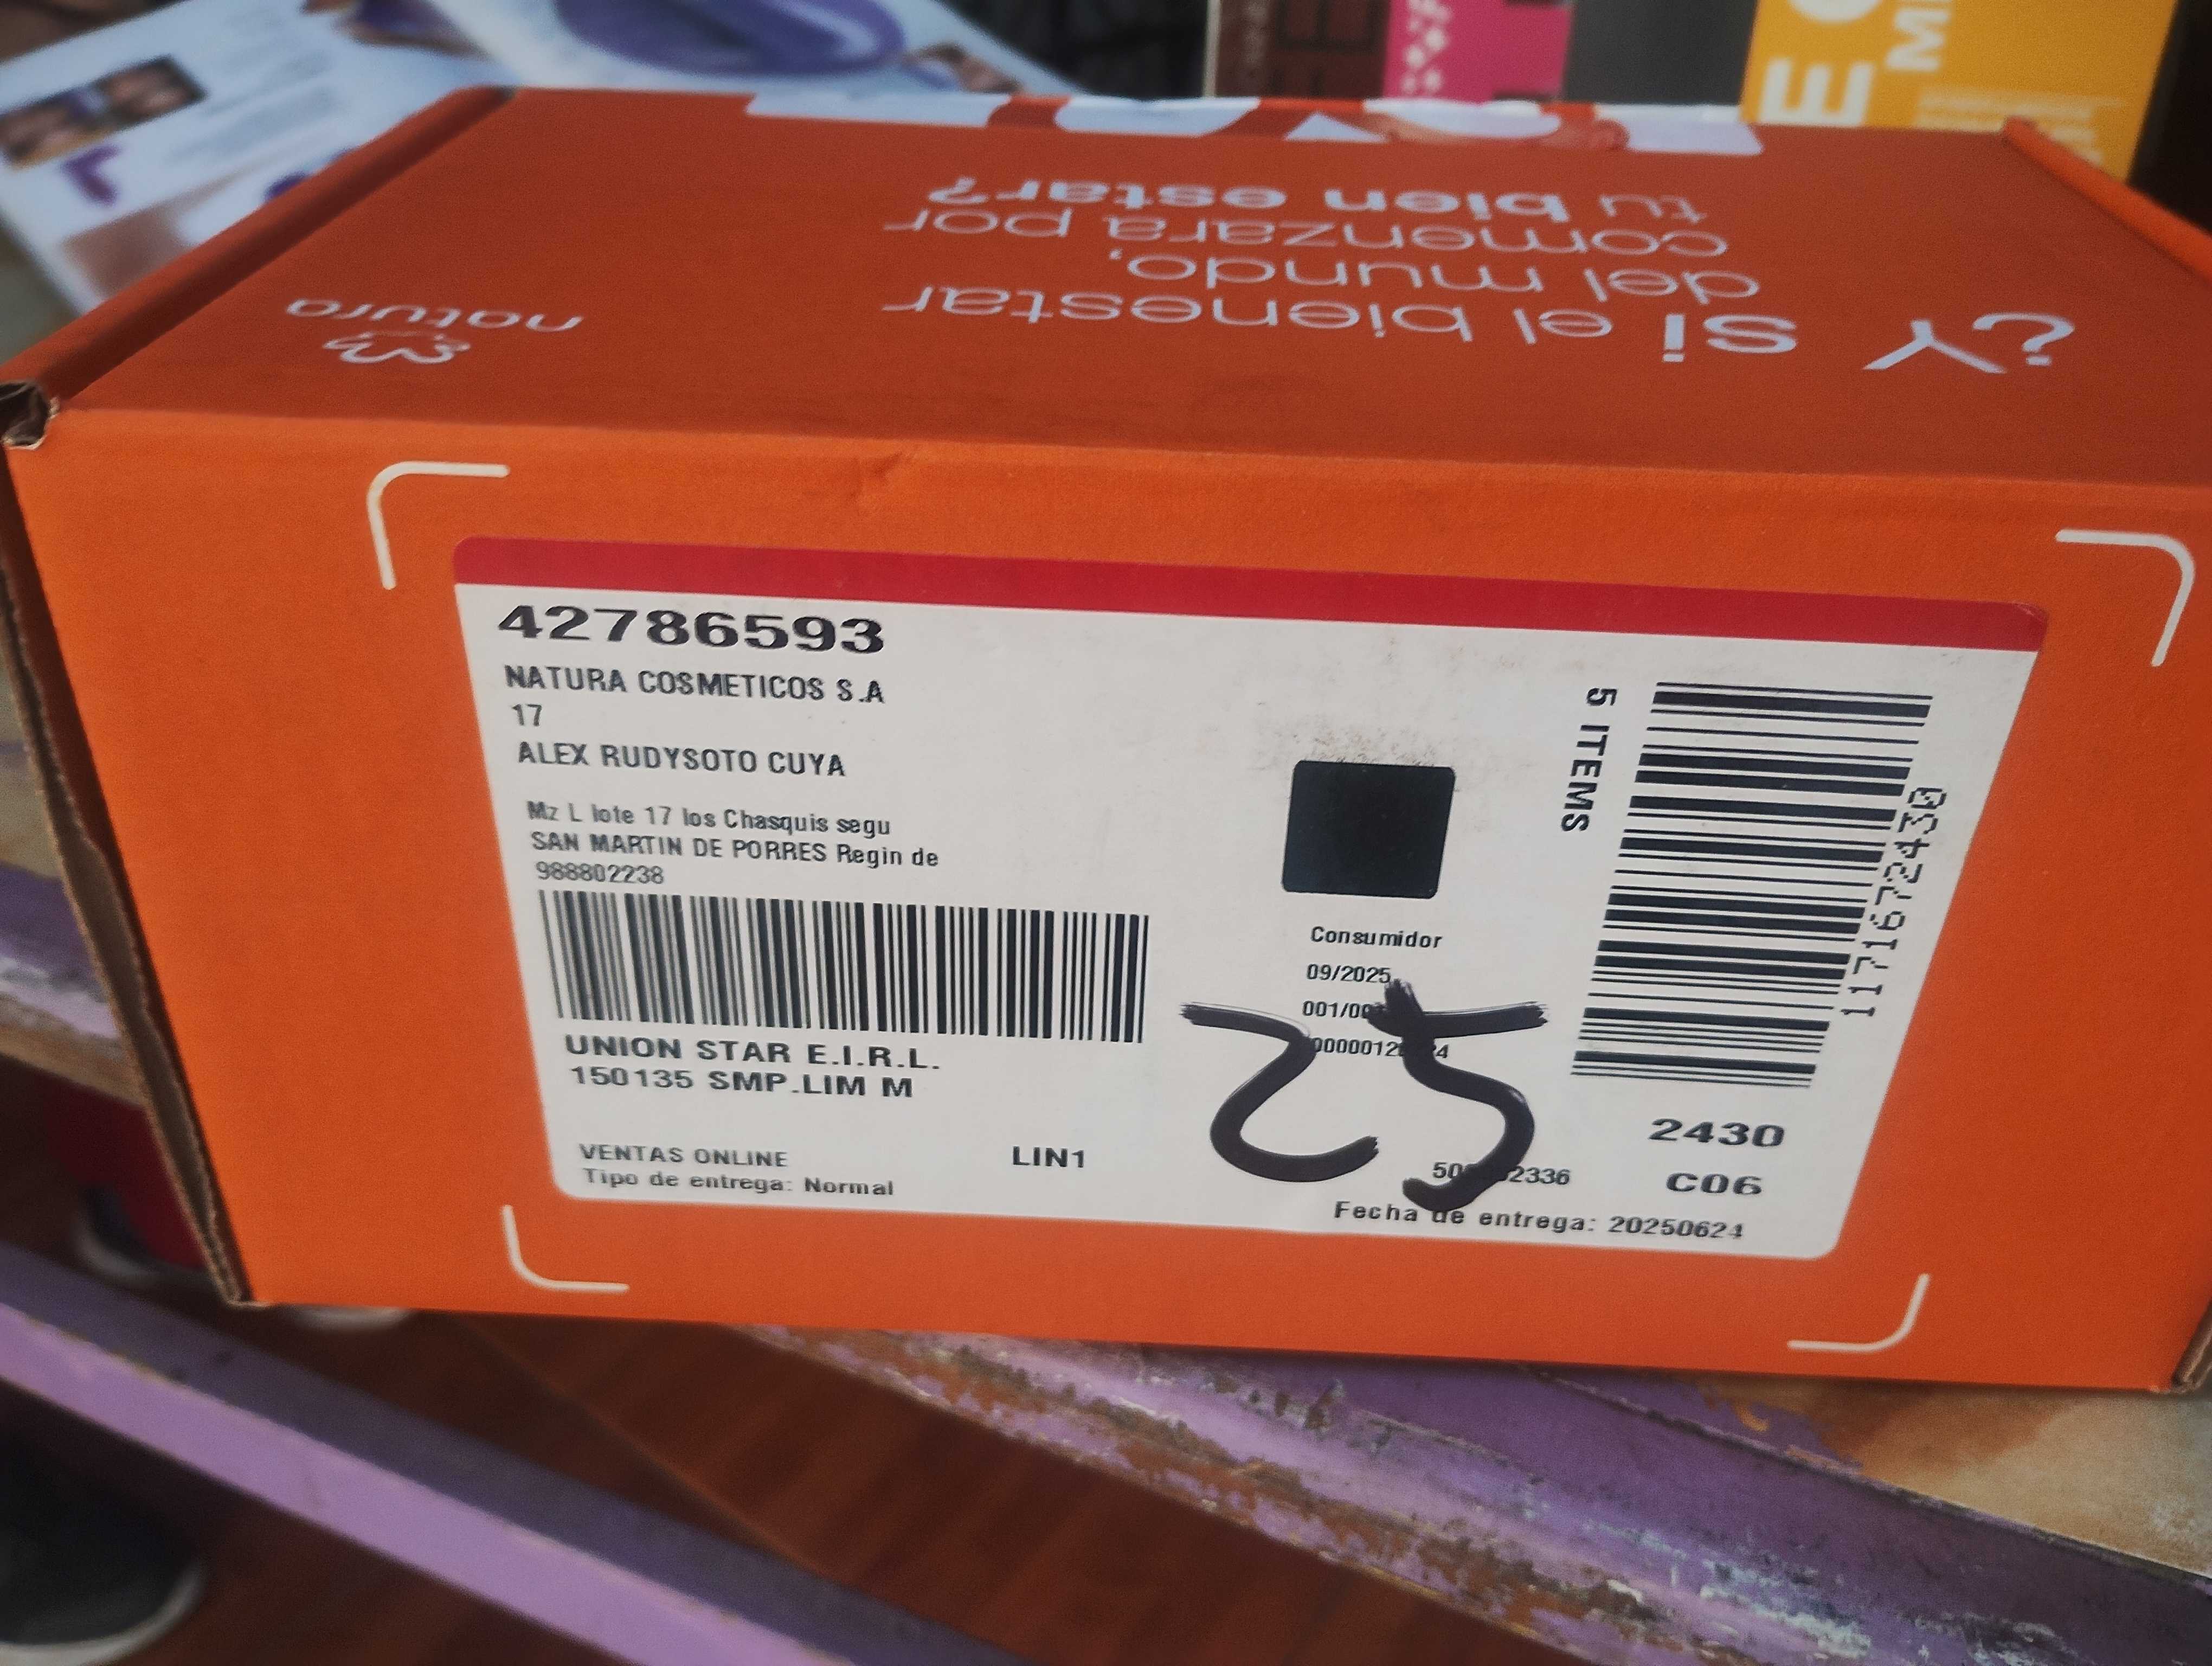 ¿Y si el bienestar
del mundo,
comenzara por
tu bien estar?
natura
42786593
NATURA COSMETICOS S.A
17
ALEX RUDYSOTO CUYA
Mz L lote 17 los Chasquis segu
SAN MARTIN DE PORRES Regin de
988802238
UNION STAR E.I.R.L.
150135 SMP.LIM M
VENTAS ONLINE
LIN1
Tipo de entrega: Normal
Consumidor
09/2025
5 ITEMS
1171672430
2430
C06
Fecha de entrega: 20250624